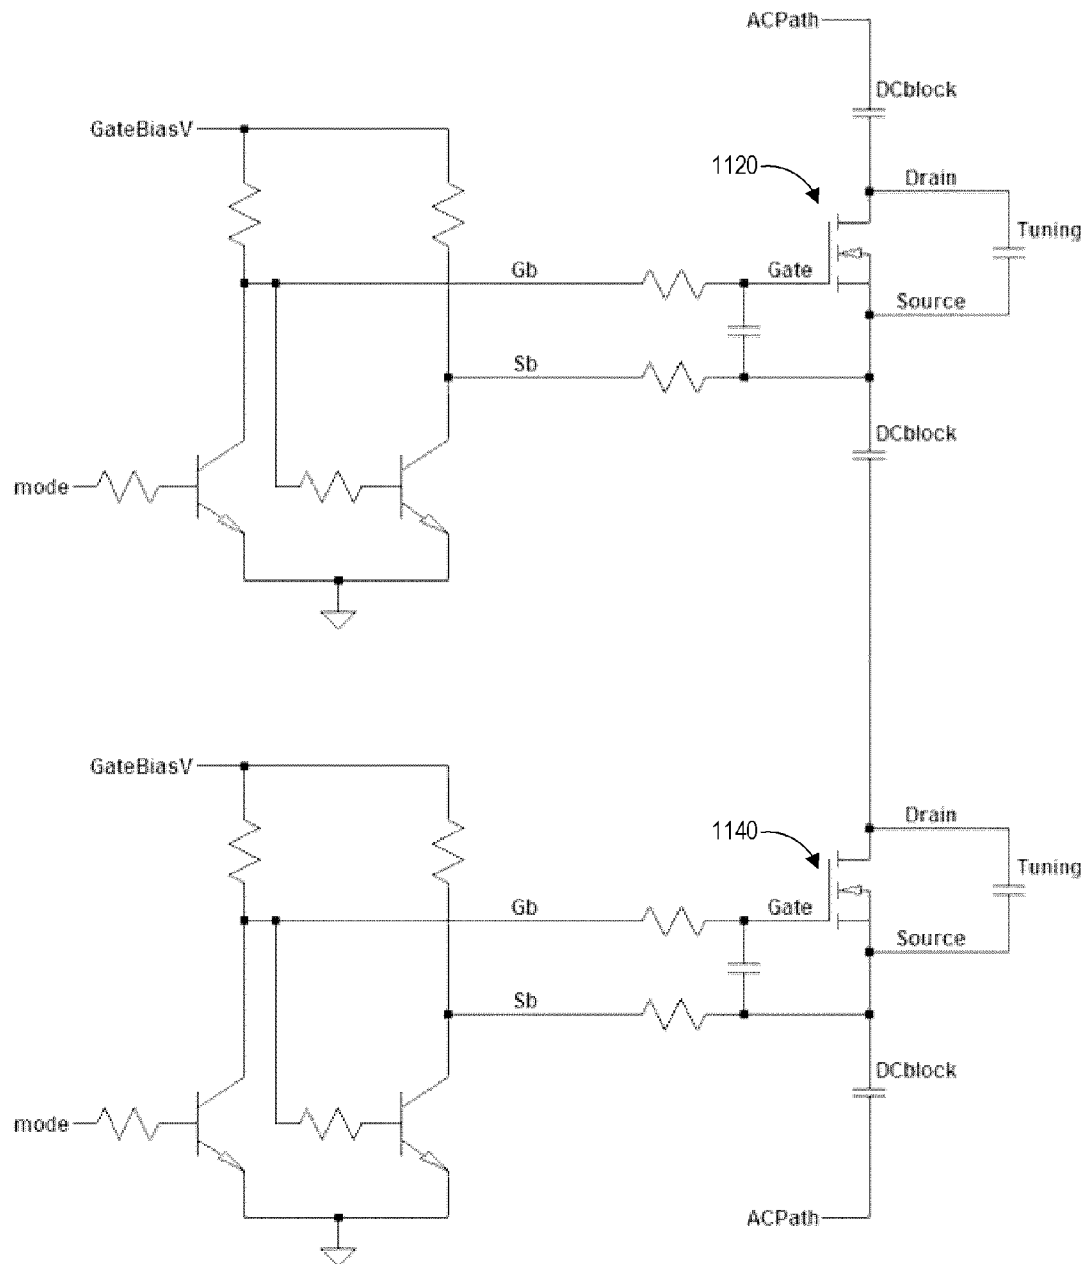 ACPath
DCblock
GateBiasV
1120
Drain
Tuning
Gb
Gate
Source
Sb
DCblock
mode
GateBiasV
Drain
1140
Tuning
Gb
Gate
Source
Sb
DCblock
mode
ACPath